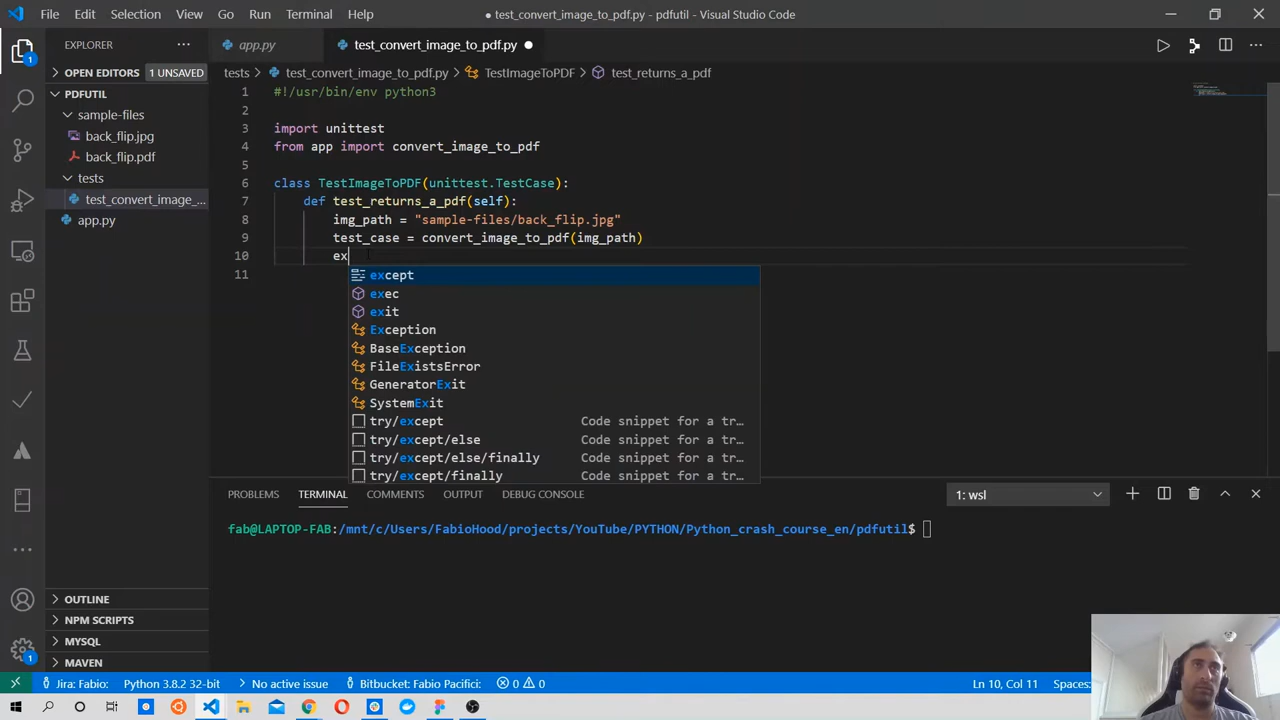 File Edit Selection View Go Run Terminal Help
● test_convert_image_to_pdf.py - pdfutil - Visual Studio Code
EXPLORER
OPEN EDITORS 1 UNSAVED
PDFUTIL
sample-files
back_flip.jpg
back_flip.pdf
tests
test_convert_image_...
app.py
OUTLINE
NPM SCRIPTS
MYSQL
MAVEN
1
1
app.py test_convert_image_to_pdf.py
tests > test_convert_image_to_pdf.py > TestImageToPDF > test_returns_a_pdf
1 #!/usr/bin/env python3
2
3 import unittest
4 from app import convert_image_to_pdf
5
6 class TestImageToPDF(unittest.TestCase):
7 def test_returns_a_pdf(self):
8 img_path = "sample-files/back_flip.jpg"
9 test_case = convert_image_to_pdf(img_path)
10 ex
11
except
exec
exit
Exception
BaseException
FileExistsError
GeneratorExit
SystemExit
try/except Code snippet for a tr...
try/except/else Code snippet for a tr...
try/except/else/finally Code snippet for a tr...
try/except/finally Code snippet for a tr...
PROBLEMS TERMINAL COMMENTS OUTPUT DEBUG CONSOLE 1: wsl
fab@LAPTOP-FAB:/mnt/c/Users/FabioHood/projects/YouTube/PYTHON/Python_crash_course_en/pdfutil$
Jira: Fabio: Python 3.8.2 32-bit No active issue Bitbucket: Fabio Pacifici: 0 0 Ln 10, Col 11 Spaces: